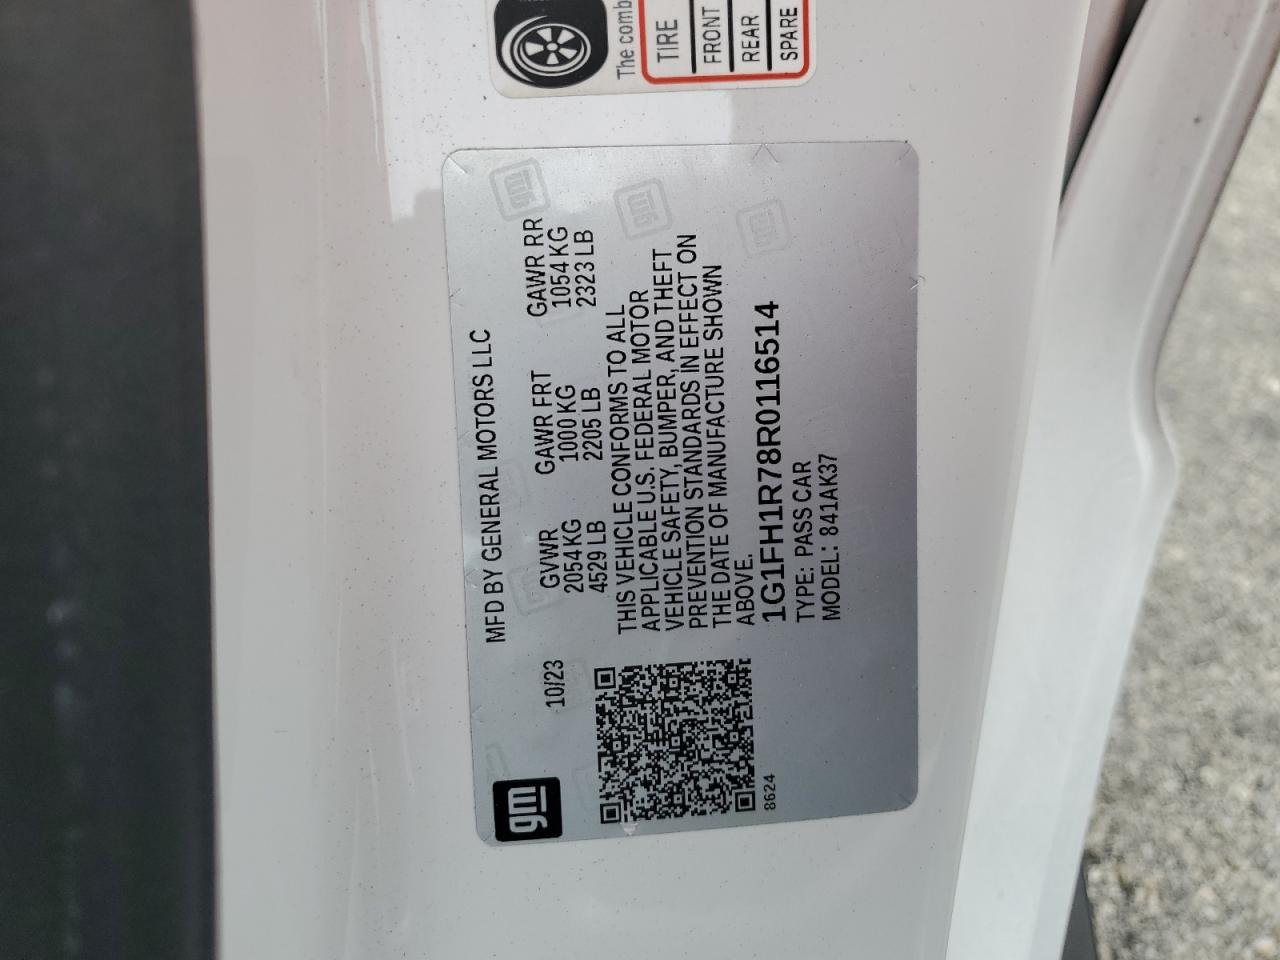 The comb
TIRE
FRONT
REAR
SPARE
gm
MFD BY GENERAL MOTORS LLC
10/23
GVWR GAWR FRT GAWR RR
2054 KG 1000 KG 1054 KG
4529 LB 2205 LB 2323 LB
THIS VEHICLE CONFORMS TO ALL
APPLICABLE U.S. FEDERAL MOTOR
VEHICLE SAFETY, BUMPER, AND THEFT
PREVENTION STANDARDS IN EFFECT ON
THE DATE OF MANUFACTURE SHOWN
ABOVE.
1G1FH1R78R0116514
TYPE: PASS CAR
MODEL: 841AK37
8624